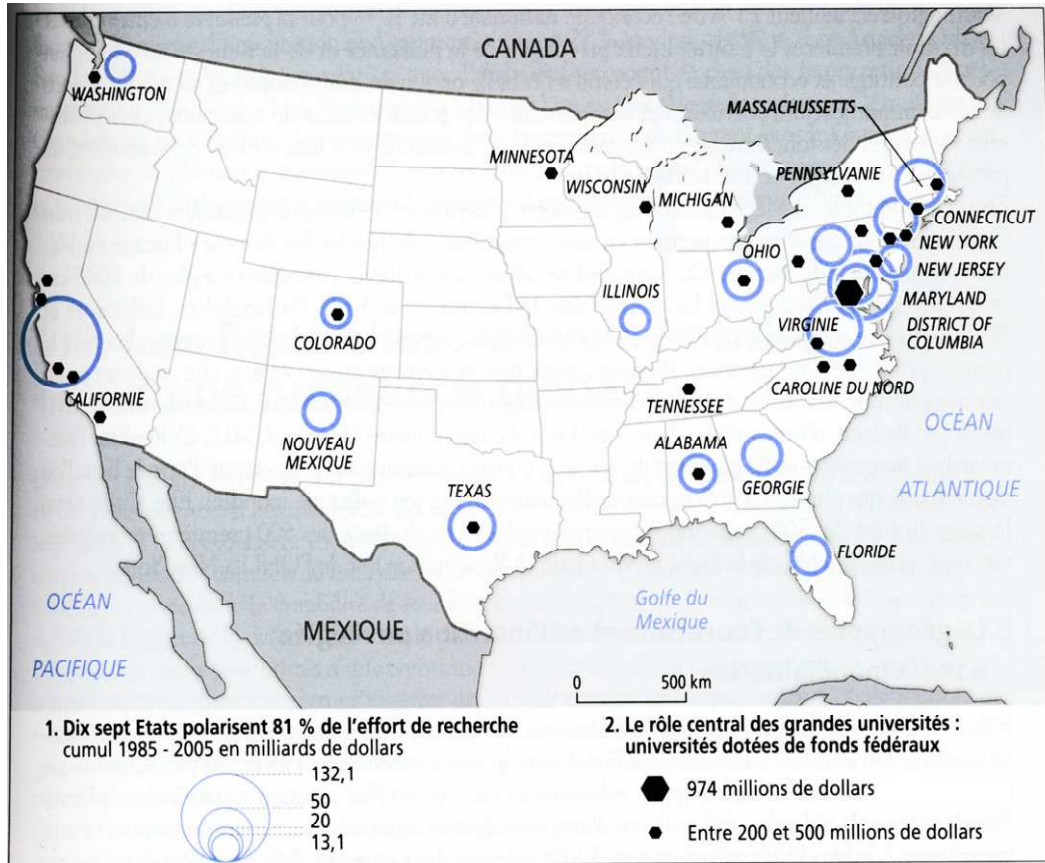 CANADA
WASHINGTON
MASSACHUSETTS
MINNESOTA
WISCONSIN
PENNSYLVANIE
MICHIGAN
CONNECTICUT
OHIO
NEW YORK
ILLINOIS
NEW JERSEY
COLORADO
MARYLAND
VIRGINIE
DISTRICT OF
COLUMBIA
CALIFORNIE
TENNESSEE
CAROLINE DU NORD
NOUVEAU
MEXIQUE
ALABAMA
OCÉAN
ATLANTIQUE
TEXAS
GEORGIE
FLORIDE
OCÉAN
PACIFIQUE
MEXIQUE
Golfe du
Mexique
0 500 km
1. Dix sept Etats polarisent 81 % de l'effort de recherche
cumul 1985 - 2005 en milliards de dollars
132,1
50
20
13,1
2. Le rôle central des grandes universités :
universités dotées de fonds fédéraux
974 millions de dollars
Entre 200 et 500 millions de dollars